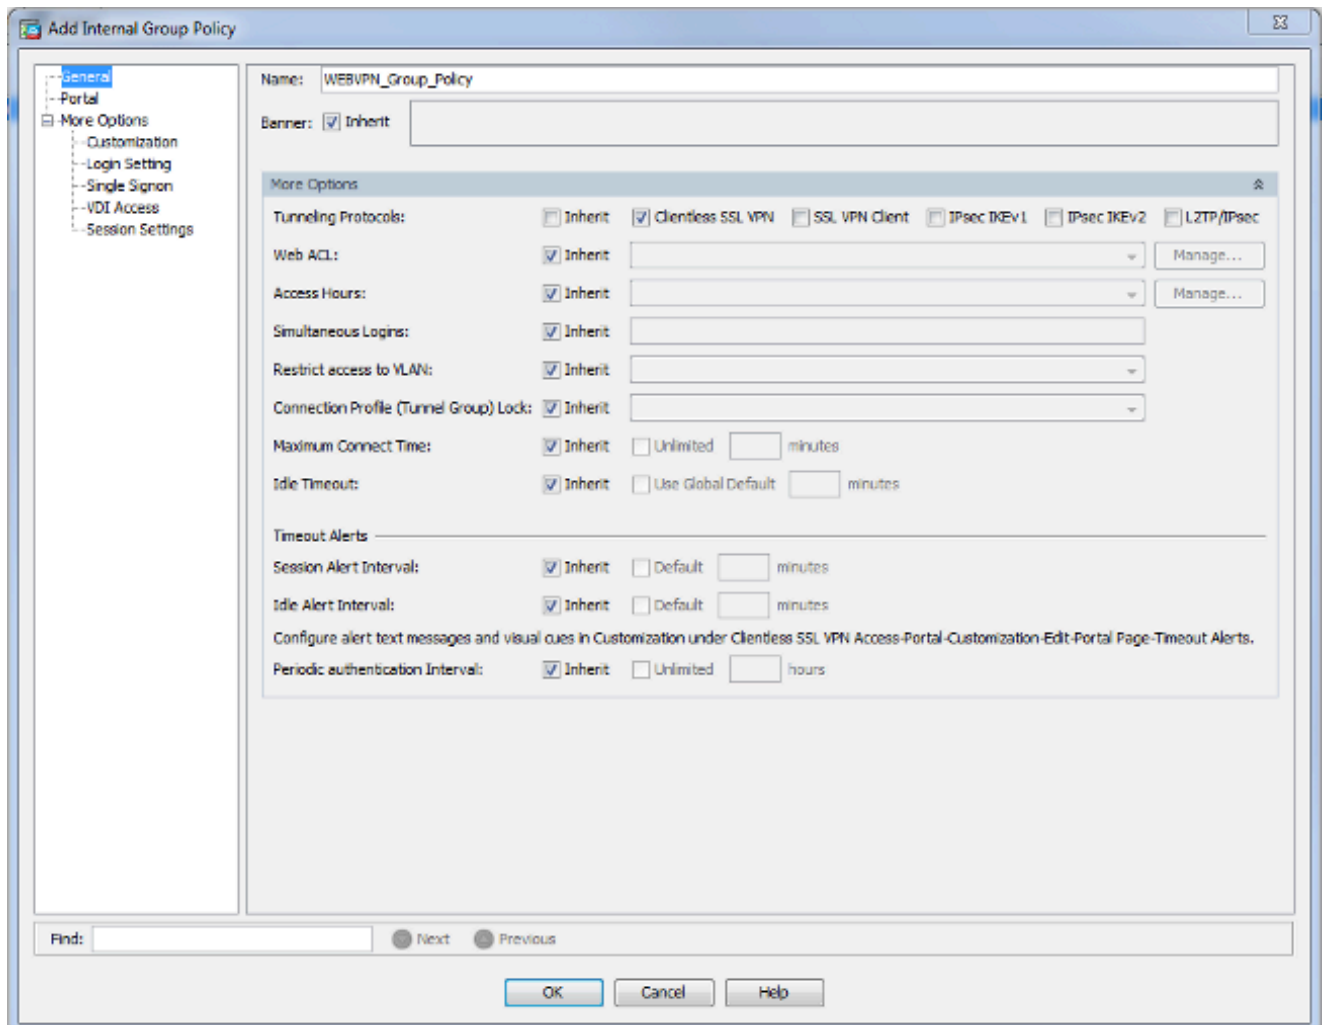 Add Internal Group Policy
General
Portal
More Options
Customization
Login Setting
Single Signon
VDI Access
Session Settings
Name: WEBVPN_Group_Policy
Banner: Inherit
More Options
Tunneling Protocols: Inherit Clientless SSL VPN SSL VPN Client IPsec IKEv1 IPsec IKEv2 L2TP/IPsec
Web ACL: Inherit Manage...
Access Hours: Inherit Manage...
Simultaneous Logins: Inherit
Restrict access to VLAN: Inherit
Connection Profile (Tunnel Group) Lock: Inherit
Maximum Connect Time: Inherit Unlimited minutes
Idle Timeout: Inherit Use Global Default minutes
Timeout Alerts
Session Alert Interval: Inherit Default minutes
Idle Alert Interval: Inherit Default minutes
Configure alert text messages and visual cues in Customization under Clientless SSL VPN Access-Portal-Customization-Edit-Portal Page-Timeout Alerts.
Periodic authentication Interval: Inherit Unlimited hours
Find: Next Previous
OK Cancel Help